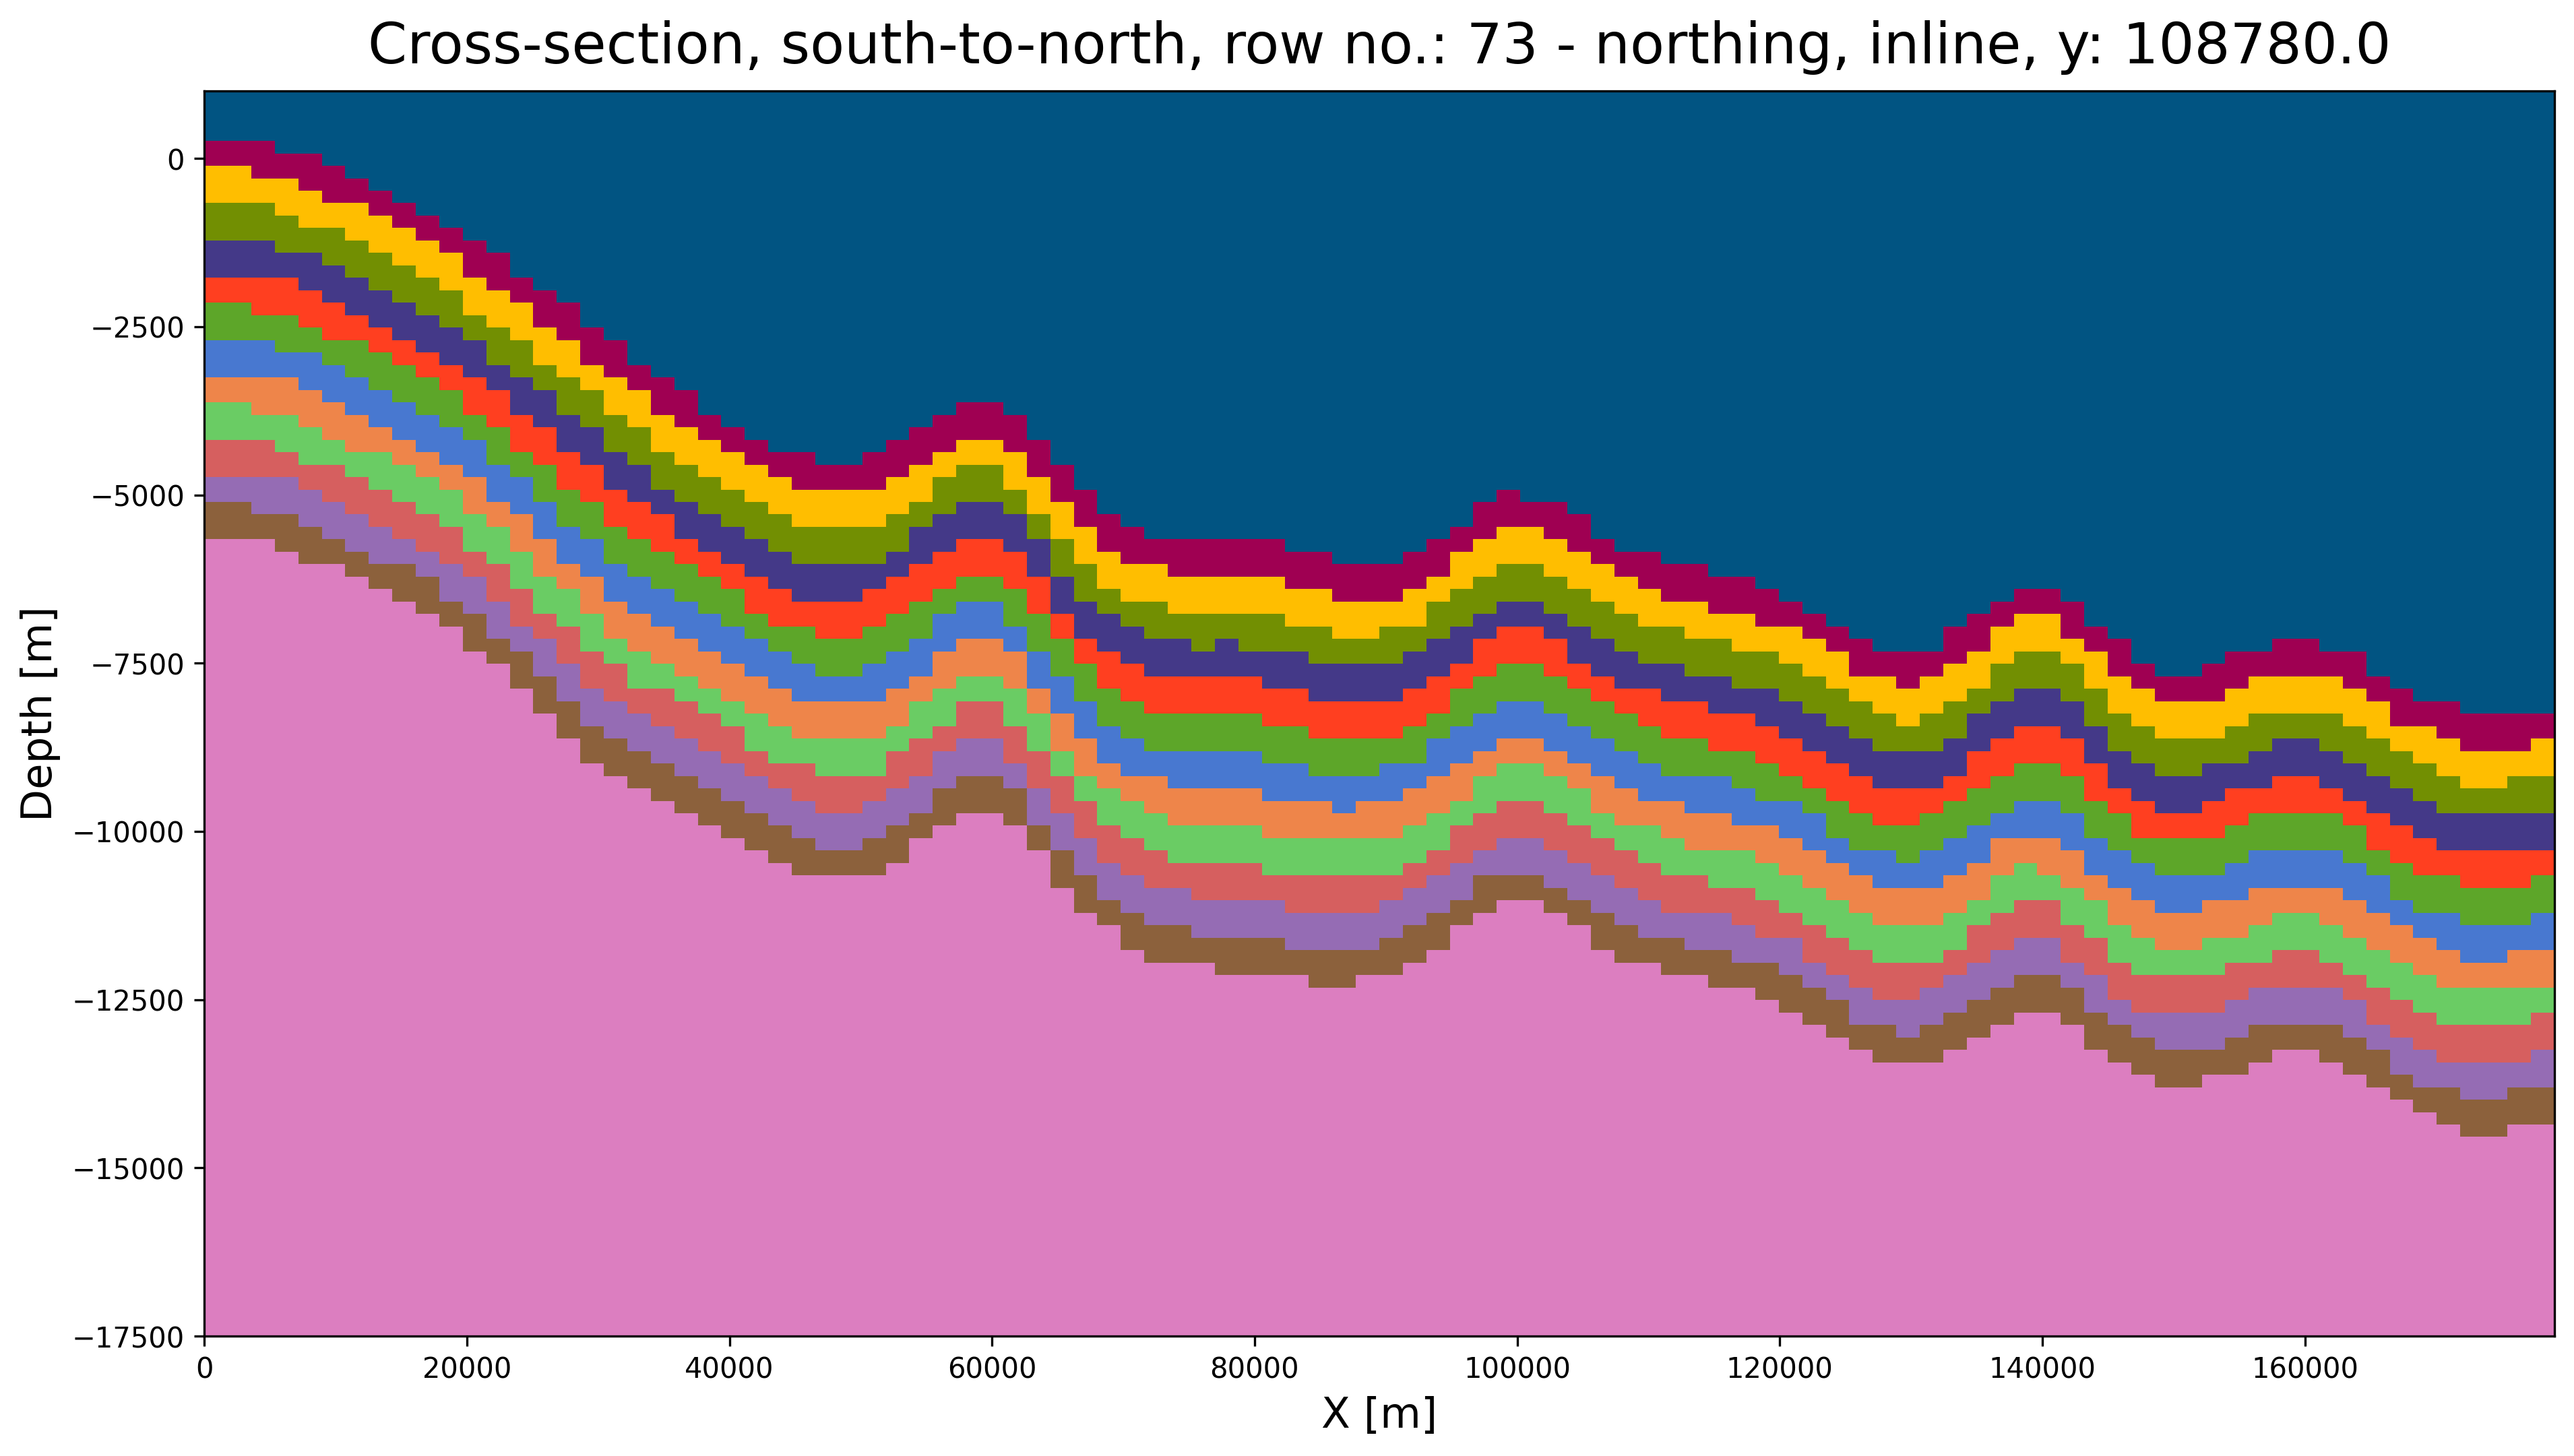 Cross-section, south-to-north, row no.: 73 - northing, inline, y: 108780.0
0
−2500
−5000
−7500
−10000
−12500
−15000
−17500
Depth [m]
0 20000 40000 60000 80000 100000 120000 140000 160000
X [m]